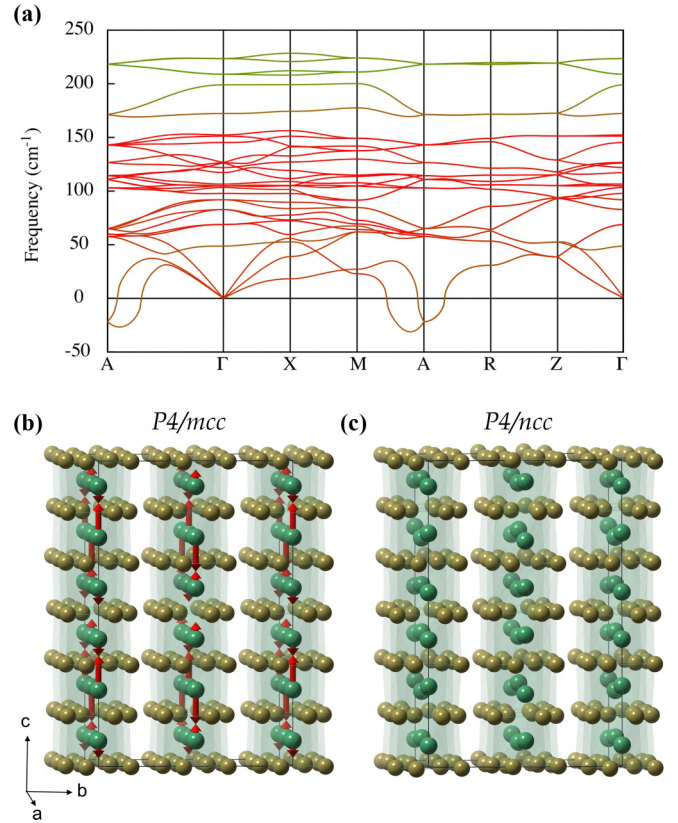 (a)
250
200
150
100
50
0
-50
Frequency (cm⁻¹)
A Γ X M A R Z Γ
(b) P4/mcc (c) P4/ncc
c
a
b